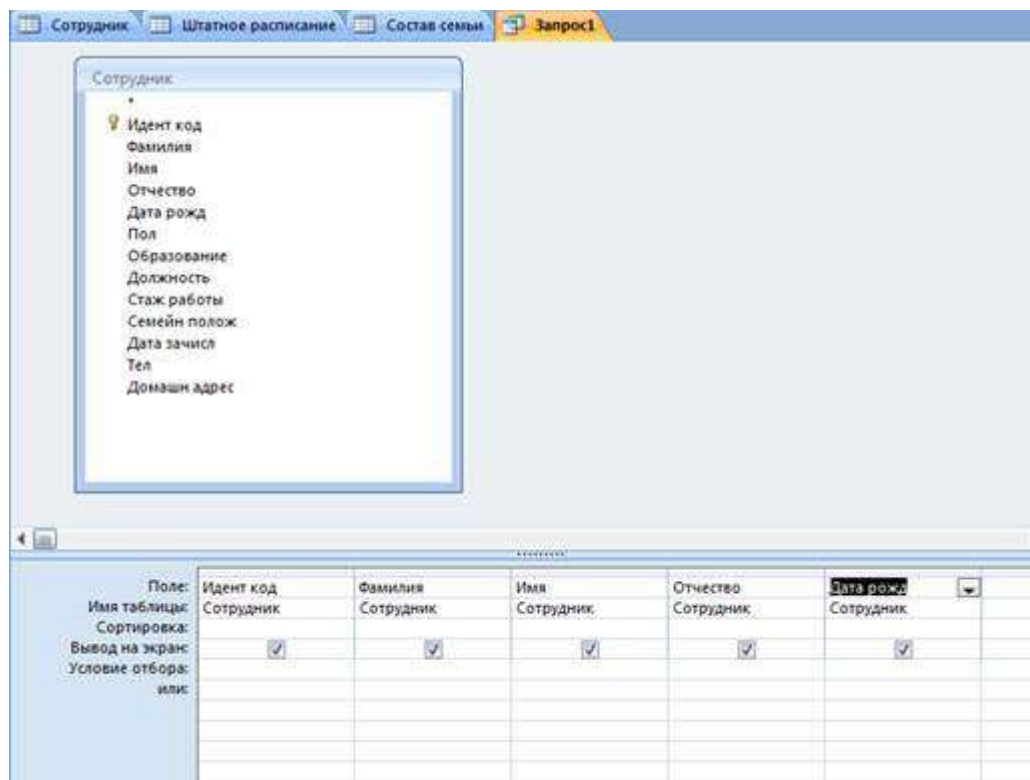 Сотрудник Штатное расписание Состав семьи Запрос1
Сотрудник
*
Идент код
Фамилия
Имя
Отчество
Дата рожд
Пол
Образование
Должность
Стаж работы
Семейн полож
Дата зачисл
Тел
Домашн адрес
Поле: Идент код Фамилия Имя Отчество Дата рожд
Имя таблицы: Сотрудник Сотрудник Сотрудник Сотрудник Сотрудник
Сортировка:
Вывод на экран:
Условие отбора:
или: